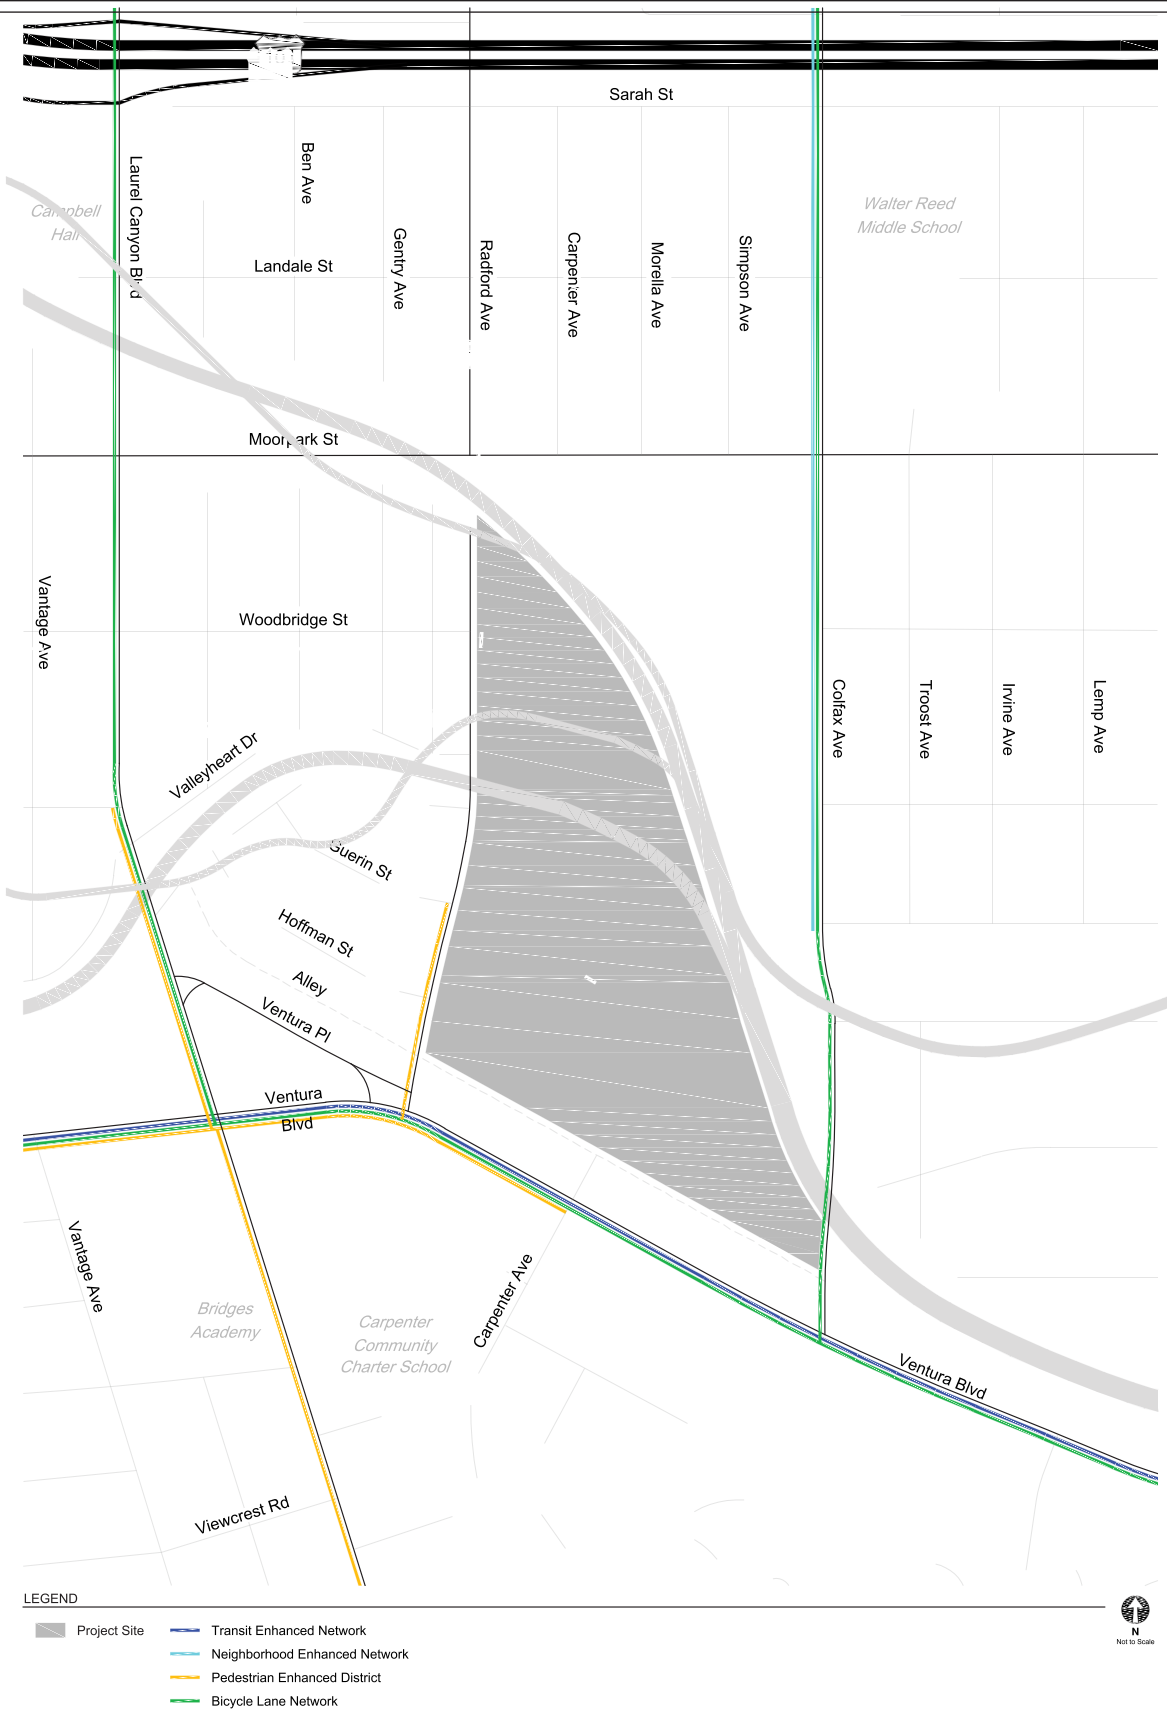 Sarah St
Laurel Canyon Blvd
Ben Ave
Campbell
Hall
Walter Reed
Middle School
Landale St
Gentry Ave
Radford Ave
Carpenter Ave
Morella Ave
Simpson Ave
Moorpark St
Vantage Ave
Woodbridge St
Valleyheart Dr
Colfax Ave
Troost Ave
Irvine Ave
Lemp Ave
Guerin St
Hoffman St
Alley
Ventura Pl
Ventura
Blvd
Vantage Ave
Bridges
Academy
Carpenter
Community
Charter School
Carpenter Ave
Ventura Blvd
Viewcrest Rd
LEGEND
Project Site
Transit Enhanced Network
Neighborhood Enhanced Network
Pedestrian Enhanced District
Bicycle Lane Network
N
Not to Scale